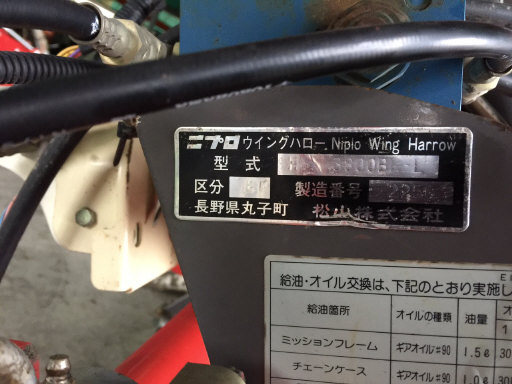 ニプロ ウイングハロー Niplo Wing Harrow
型式
区分 製造番号
長野県丸子町 松山株式会社
給油・オイル交換は、下記のとおり実施し
給油箇所 オイルの種類 油量
ミッションフレーム ギアオイル#90 1.5ℓ 30
チェーンケース ギアオイル#90 1.0ℓ 30